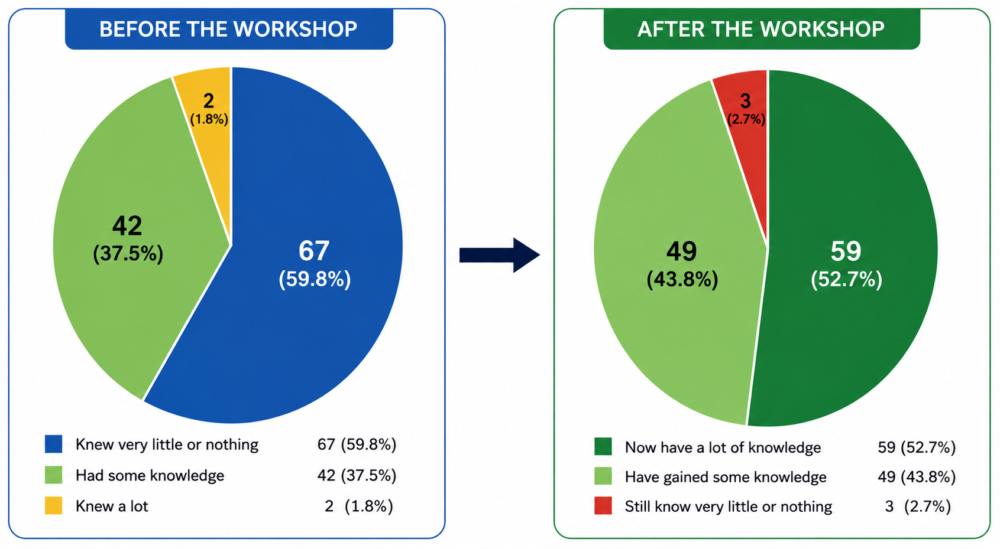 BEFORE THE WORKSHOP
2
(1.8%)
42
(37.5%)
67
(59.8%)
Knew very little or nothing 67 (59.8%)
Had some knowledge 42 (37.5%)
Knew a lot 2 (1.8%)
AFTER THE WORKSHOP
3
(2.7%)
49
(43.8%)
59
(52.7%)
Now have a lot of knowledge 59 (52.7%)
Have gained some knowledge 49 (43.8%)
Still know very little or nothing 3 (2.7%)